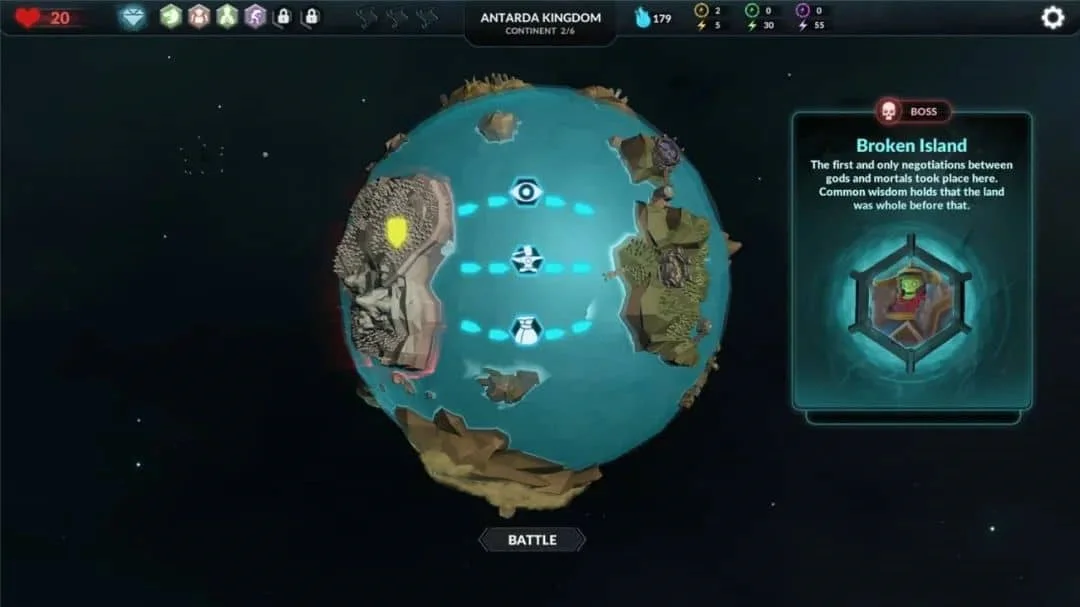 20
ANTARDA KINGDOM
CONTINENT 2/6
179
2
5
0
30
0
55
BOSS
Broken Island
The first and only negotiations between
gods and mortals took place here.
Common wisdom holds that the land
was whole before that.
BATTLE